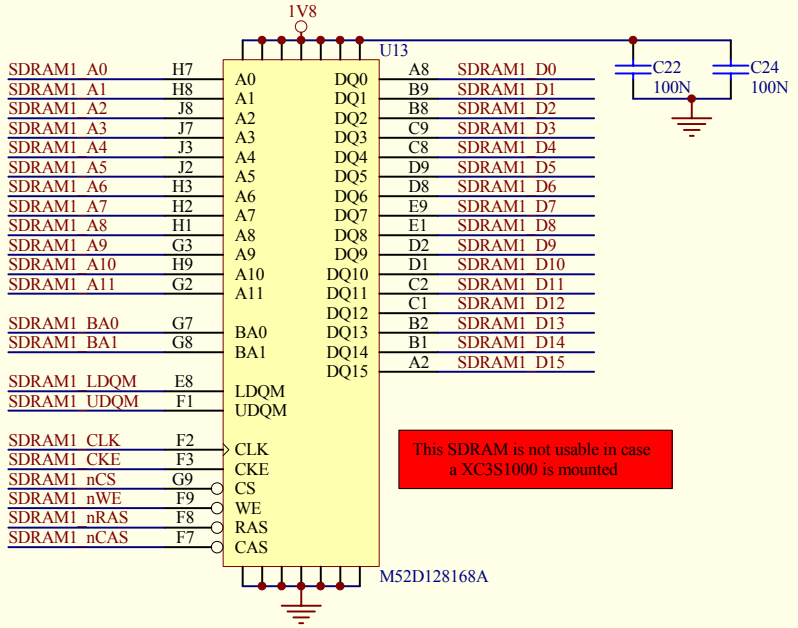 1V8
U13
SDRAM1_A0 H7 A0 DQ0 A8 SDRAM1_D0
SDRAM1_A1 H8 A1 DQ1 B9 SDRAM1_D1
SDRAM1_A2 J8 A2 DQ2 B8 SDRAM1_D2
SDRAM1_A3 J7 A3 DQ3 C9 SDRAM1_D3
SDRAM1_A4 J3 A4 DQ4 C8 SDRAM1_D4
SDRAM1_A5 J2 A5 DQ5 D9 SDRAM1_D5
SDRAM1_A6 H3 A6 DQ6 D8 SDRAM1_D6
SDRAM1_A7 H2 A7 DQ7 E9 SDRAM1_D7
SDRAM1_A8 H1 A8 DQ8 E1 SDRAM1_D8
SDRAM1_A9 G3 A9 DQ9 D2 SDRAM1_D9
SDRAM1_A10 H9 A10 DQ10 D1 SDRAM1_D10
SDRAM1_A11 G2 A11 DQ11 C2 SDRAM1_D11
DQ12 C1 SDRAM1_D12
SDRAM1_BA0 G7 BA0 DQ13 B2 SDRAM1_D13
SDRAM1_BA1 G8 BA1 DQ14 B1 SDRAM1_D14
DQ15 A2 SDRAM1_D15
SDRAM1_LDQM E8 LDQM
SDRAM1_UDQM F1 UDQM
SDRAM1_CLK F2 CLK
SDRAM1_CKE F3 CKE
SDRAM1_nCS G9 CS
SDRAM1_nWE F9 WE
SDRAM1_nRAS F8 RAS
SDRAM1_nCAS F7 CAS
M52D128168A
C22
100N
C24
100N
This SDRAM is not usable in case
a XC3S1000 is mounted